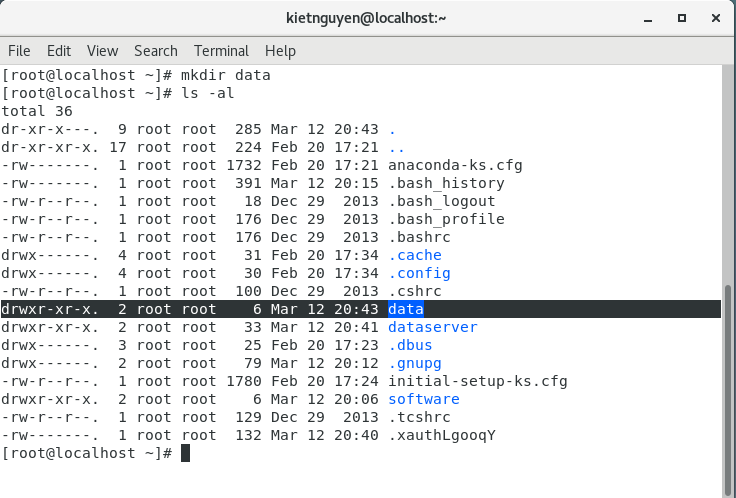 kietnguyen@localhost:~
File Edit View Search Terminal Help
[root@localhost ~]# mkdir data
[root@localhost ~]# ls -al
total 36
dr-xr-x---.  9 root root  285 Mar 12 20:43 .
dr-xr-xr-x. 17 root root  224 Feb 20 17:21 ..
-rw-------.  1 root root 1732 Feb 20 17:21 anaconda-ks.cfg
-rw-------.  1 root root  391 Mar 12 20:15 .bash_history
-rw-r--r--.  1 root root   18 Dec 29  2013 .bash_logout
-rw-r--r--.  1 root root  176 Dec 29  2013 .bash_profile
-rw-r--r--.  1 root root  176 Dec 29  2013 .bashrc
drwx------.  4 root root   31 Feb 20 17:34 .cache
drwx------.  4 root root   30 Feb 20 17:34 .config
-rw-r--r--.  1 root root  100 Dec 29  2013 .cshrc
drwxr-xr-x.  2 root root    6 Mar 12 20:43 data
drwxr-xr-x.  2 root root   33 Mar 12 20:41 dataserver
drwx------.  3 root root   25 Feb 20 17:23 .dbus
drwx------.  2 root root   79 Mar 12 20:12 .gnupg
-rw-r--r--.  1 root root 1780 Feb 20 17:24 initial-setup-ks.cfg
drwxr-xr-x.  2 root root    6 Mar 12 20:06 software
-rw-r--r--.  1 root root  129 Dec 29  2013 .tcshrc
-rw-------.  1 root root  132 Mar 12 20:40 .xauthLgooqY
[root@localhost ~]#